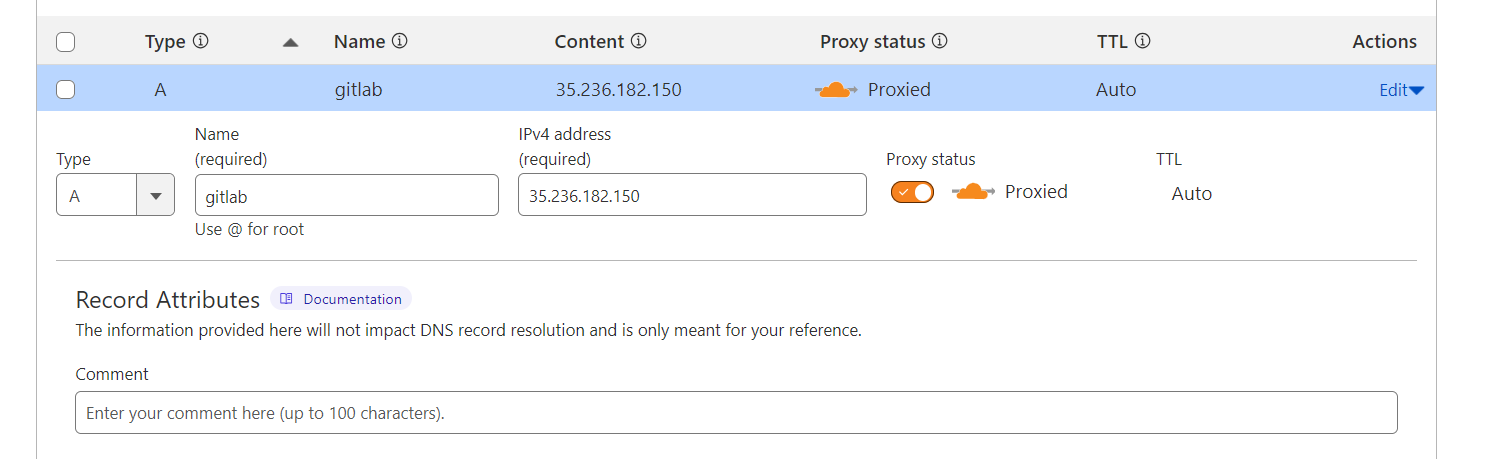 Type Name Content Proxy status TTL Actions
A gitlab 35.236.182.150 Proxied Auto Edit
Name
(required)
IPv4 address
(required)
Type
Proxy status
TTL
A
gitlab
35.236.182.150
Proxied
Auto
Use @ for root
Record Attributes Documentation
The information provided here will not impact DNS record resolution and is only meant for your reference.
Comment
Enter your comment here (up to 100 characters).